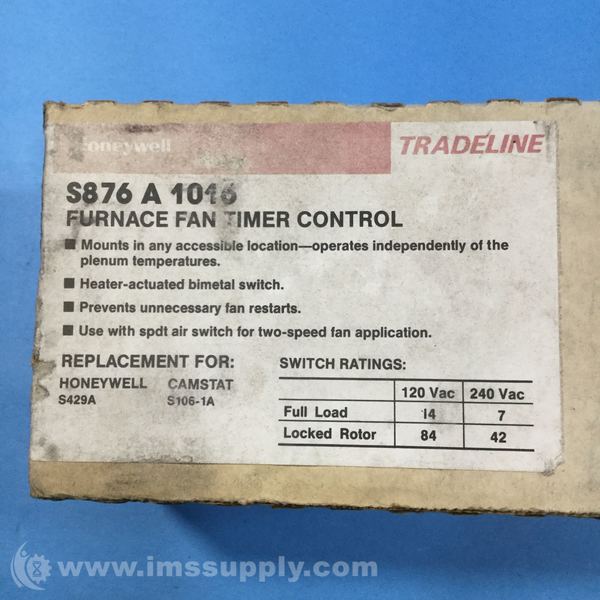 Honeywell
TRADELINE
S876 A 1016
FURNACE FAN TIMER CONTROL
■ Mounts in any accessible location—operates independently of the
plenum temperatures.
■ Heater-actuated bimetal switch.
■ Prevents unnecessary fan restarts.
■ Use with spdt air switch for two-speed fan application.
REPLACEMENT FOR:
HONEYWELL CAMSTAT
S429A S106-1A
SWITCH RATINGS:
120 Vac 240 Vac
Full Load 14 7
Locked Rotor 84 42
www.imssupply.com